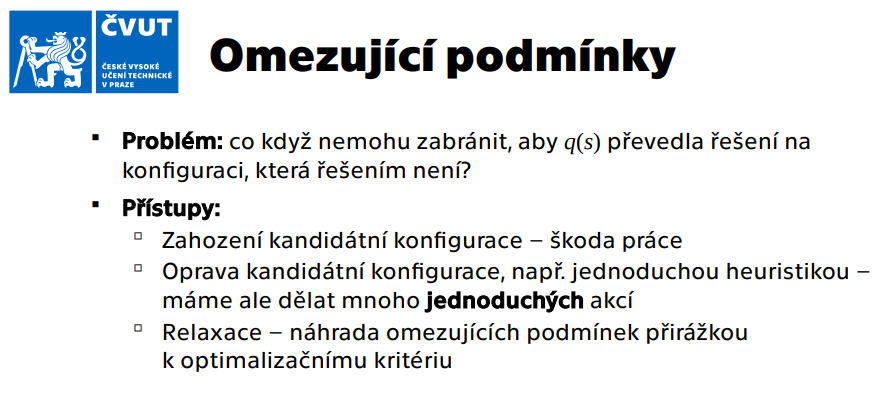 ČVUT
ČESKÉ VYSOKÉ
UČENÍ TECHNICKÉ
V PRAZE
Omezující podmínky
Problém: co když nemohu zabránit, aby q(s) převedla řešení na
konfiguraci, která řešením není?
Přístupy:
Zahození kandidátní konfigurace – škoda práce
Oprava kandidátní konfigurace, např. jednoduchou heuristikou –
máme ale dělat mnoho jednoduchých akcí
Relaxace – náhrada omezujících podmínek přirážkou
k optimalizačnímu kritériu